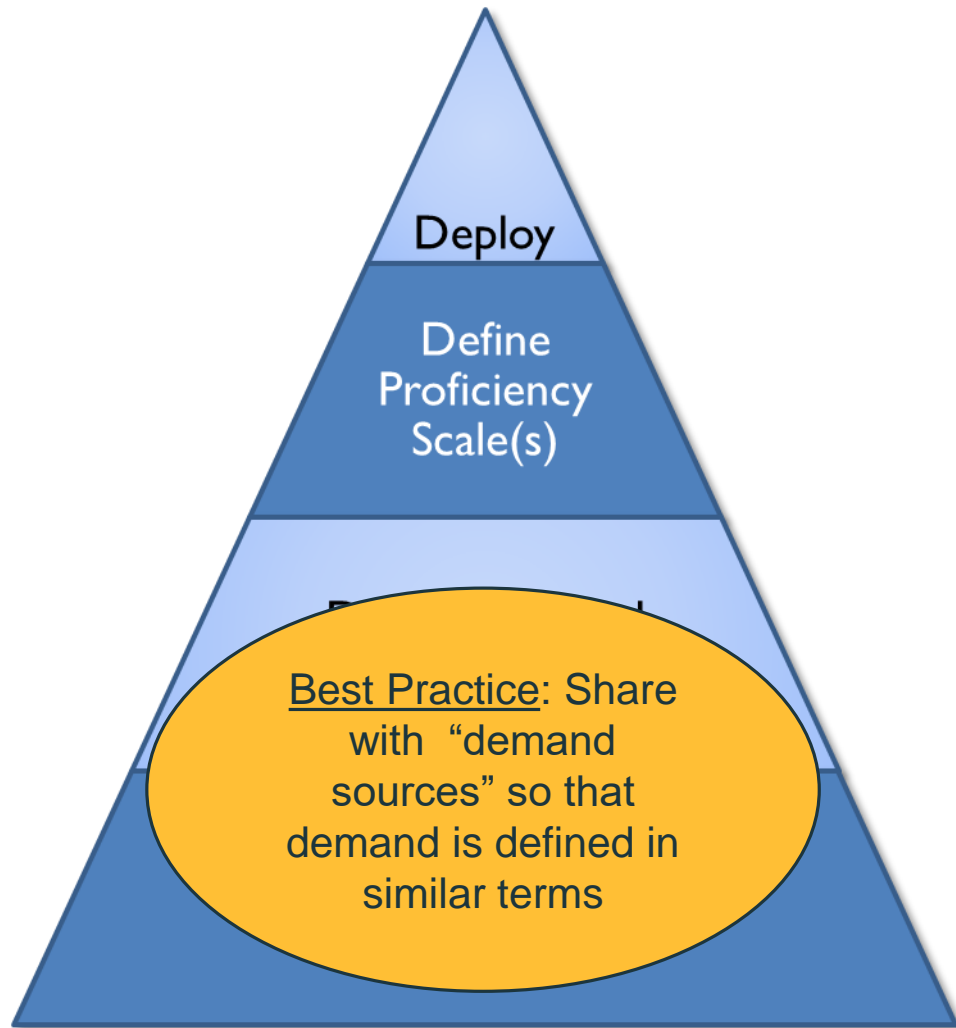 Deploy
Define
Proficiency
Scale(s)
Best Practice: Share
with “demand
sources” so that
demand is defined in
similar terms